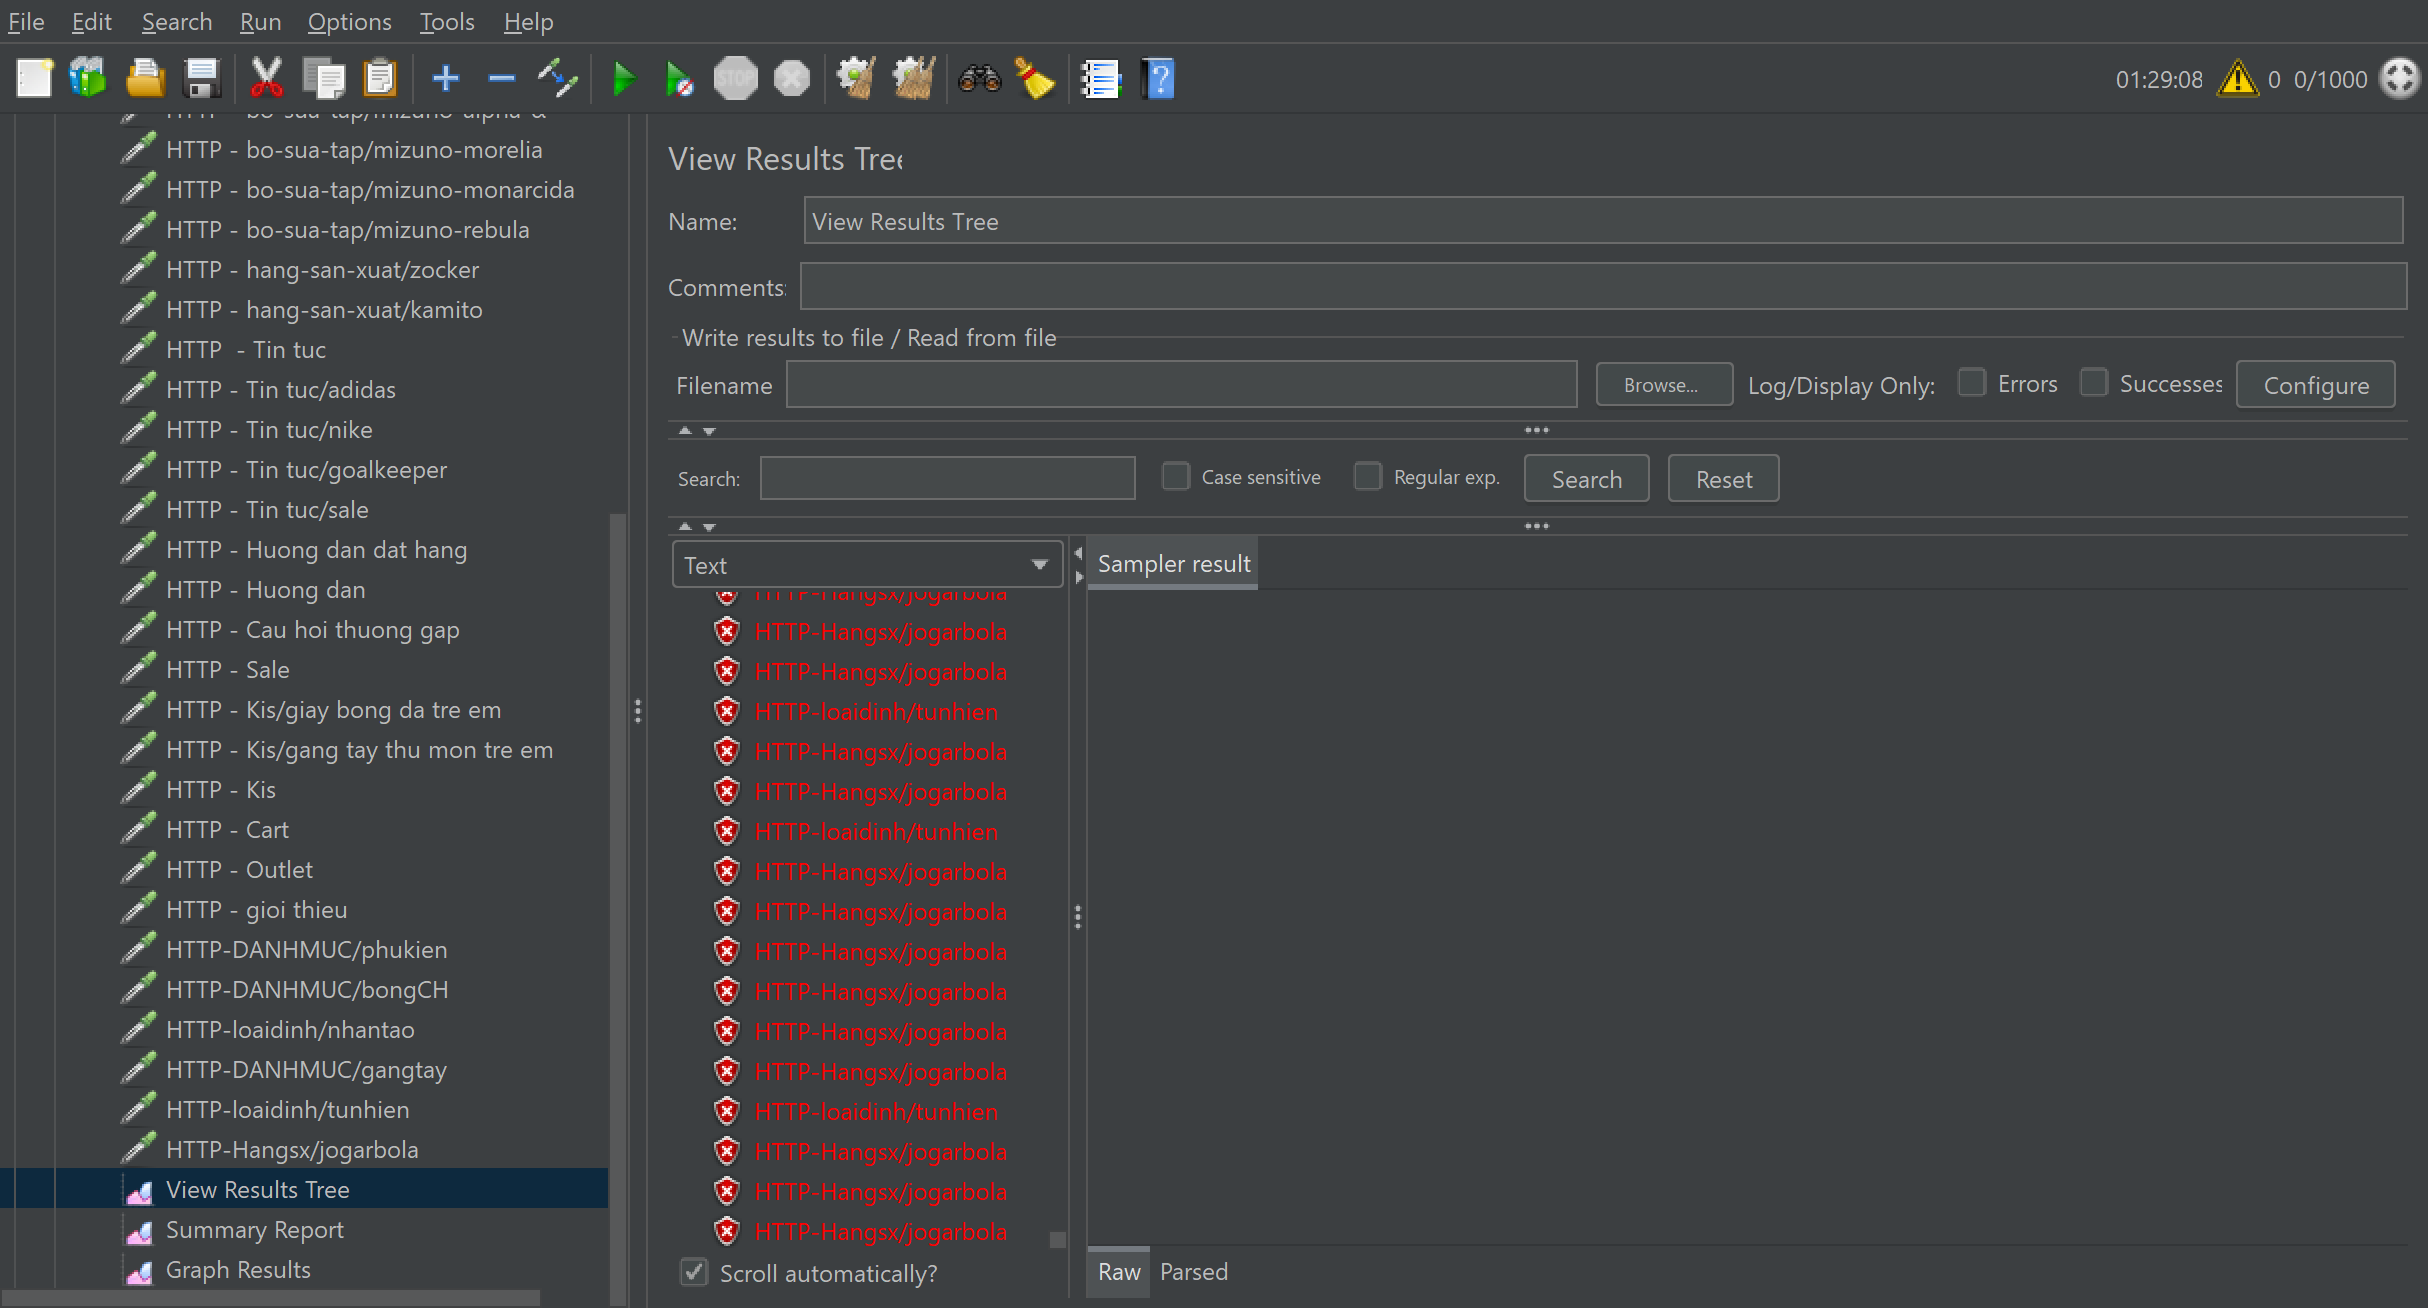 File Edit Search Run Options Tools Help
STOP
01:29:08 0 0/1000
HTTP - bo-sua-tap/mizuno-alpha-
HTTP - bo-sua-tap/mizuno-morelia
HTTP - bo-sua-tap/mizuno-monarcida
HTTP - bo-sua-tap/mizuno-rebula
HTTP - hang-san-xuat/zocker
HTTP - hang-san-xuat/kamito
HTTP  - Tin tuc
HTTP - Tin tuc/adidas
HTTP - Tin tuc/nike
HTTP - Tin tuc/goalkeeper
HTTP - Tin tuc/sale
HTTP - Huong dan dat hang
HTTP - Huong dan
HTTP - Cau hoi thuong gap
HTTP - Sale
HTTP - Kis/giay bong da tre em
HTTP - Kis/gang tay thu mon tre em
HTTP - Kis
HTTP - Cart
HTTP - Outlet
HTTP - gioi thieu
HTTP-DANHMUC/phukien
HTTP-DANHMUC/bongCH
HTTP-loaidinh/nhantao
HTTP-DANHMUC/gangtay
HTTP-loaidinh/tunhien
HTTP-Hangsx/jogarbola
View Results Tree
Summary Report
Graph Results
View Results Tree
Name: View Results Tree
Comments:
Write results to file / Read from file
Filename Browse... Log/Display Only: Errors Successes Configure
Search: Case sensitive Regular exp. Search Reset
Text
HTTP-Hangsx/jogarbola
HTTP-Hangsx/jogarbola
HTTP-Hangsx/jogarbola
HTTP-loaidinh/tunhien
HTTP-Hangsx/jogarbola
HTTP-Hangsx/jogarbola
HTTP-loaidinh/tunhien
HTTP-Hangsx/jogarbola
HTTP-Hangsx/jogarbola
HTTP-Hangsx/jogarbola
HTTP-Hangsx/jogarbola
HTTP-Hangsx/jogarbola
HTTP-Hangsx/jogarbola
HTTP-loaidinh/tunhien
HTTP-Hangsx/jogarbola
HTTP-Hangsx/jogarbola
HTTP-Hangsx/jogarbola
Scroll automatically?
Sampler result
Raw Parsed